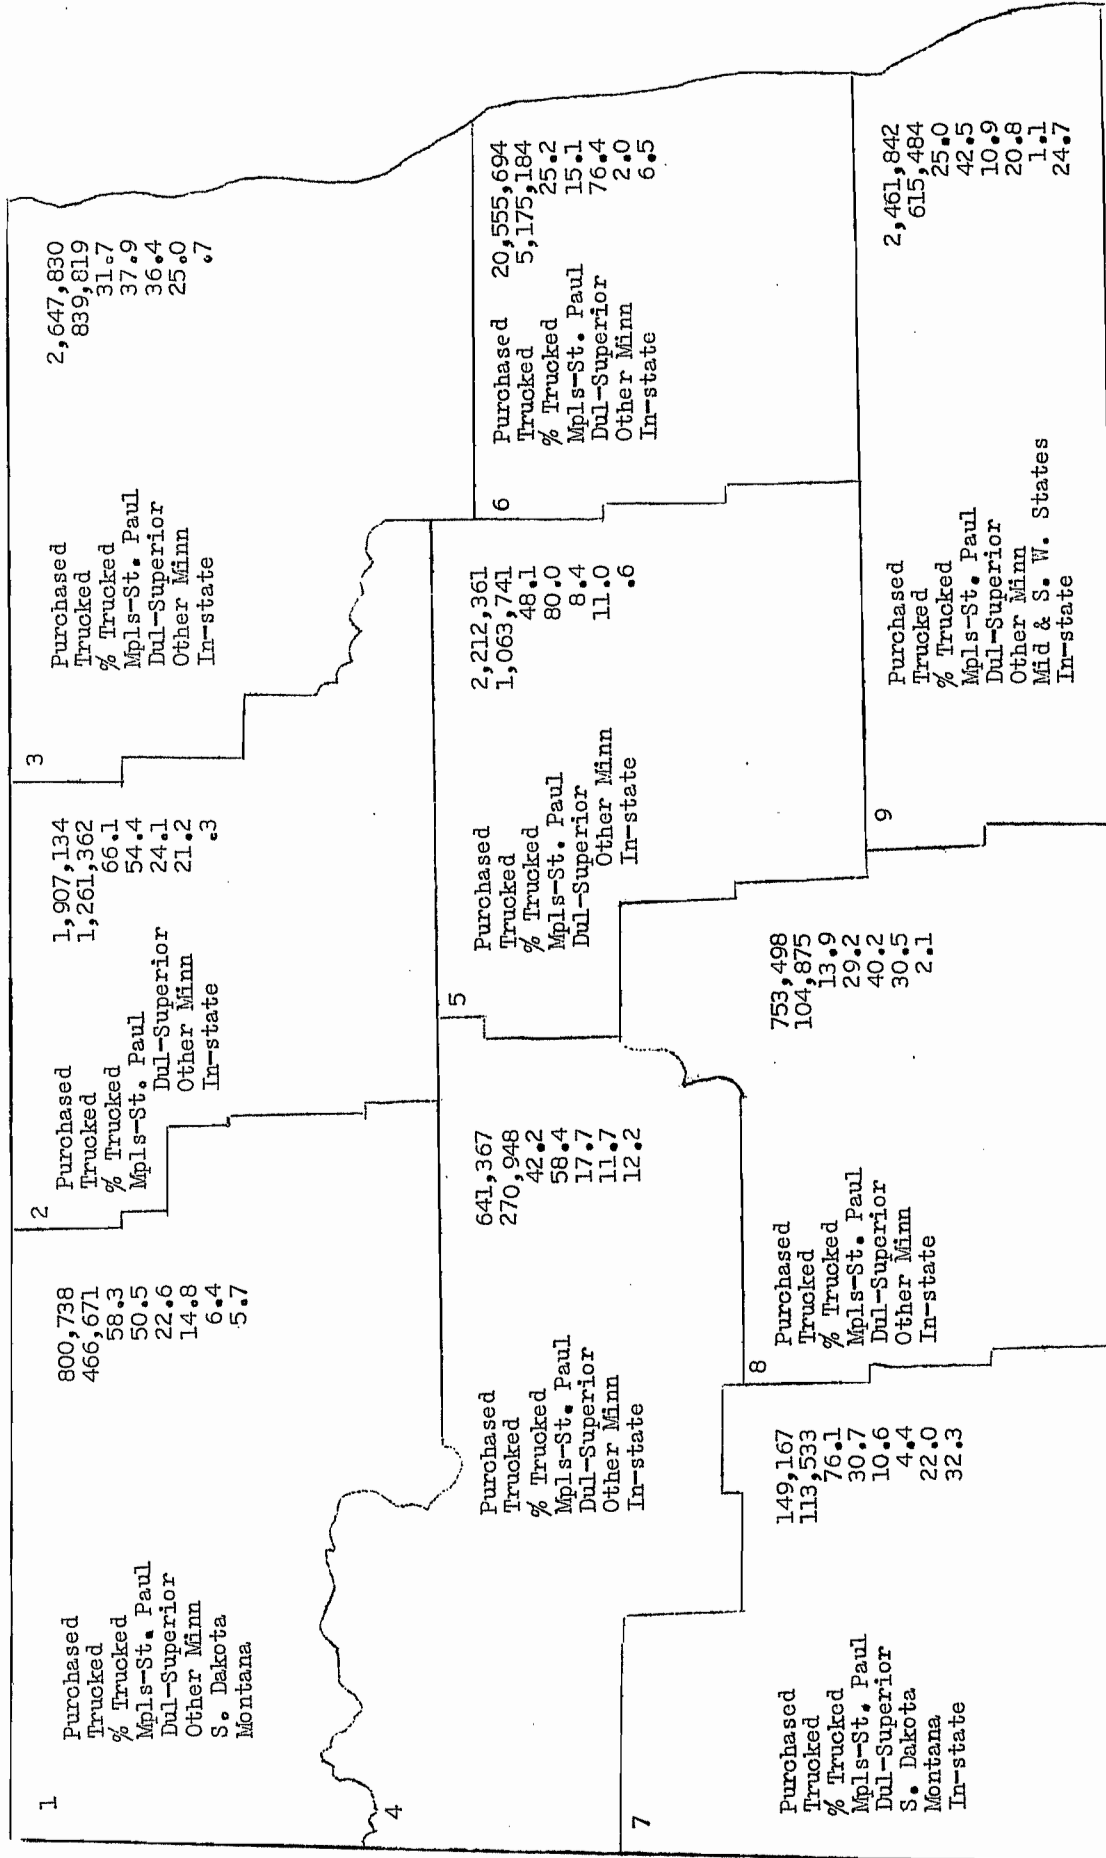 1
Purchased 800,738
Trucked 466,671
% Trucked 58.3
Mpls-St. Paul 50.5
Dul-Superior 22.6
Other Minn 14.8
S. Dakota 6.4
Montana 5.7
2
Purchased 1,907,134
Trucked 1,261,362
% Trucked 66.1
Mpls-St. Paul 54.4
Dul-Superior 24.1
Other Minn 21.2
In-state .3
3
Purchased 2,647,830
Trucked 839,819
% Trucked 31.7
Mpls-St. Paul 37.9
Dul-Superior 36.4
Other Minn 25.0
In-state .7
4
Purchased 641,367
Trucked 270,948
% Trucked 42.2
Mpls-St. Paul 58.4
Dul-Superior 17.7
Other Minn 11.7
In-state 12.2
5
Purchased 2,212,361
Trucked 1,063,741
% Trucked 48.1
Mpls-St. Paul 80.0
Dul-Superior 8.4
Other Minn 11.0
In-state .6
6
Purchased 20,555,694
Trucked 5,175,184
% Trucked 25.2
Mpls-St. Paul 15.1
Dul-Superior 76.4
Other Minn 2.0
In-state 6.5
7
Purchased 149,167
Trucked 113,533
% Trucked 76.1
Mpls-St. Paul 30.7
Dul-Superior 10.6
S. Dakota 4.4
Montana 22.0
In-state 32.3
8
Purchased 753,498
Trucked 104,875
% Trucked 13.9
Mpls-St. Paul 29.2
Dul-Superior 40.2
Other Minn 30.5
In-state 2.1
9
Purchased 2,461,842
Trucked 615,484
% Trucked 25.0
Mpls-St. Paul 42.5
Dul-Superior 10.9
Other Minn 20.8
Mid & S. W. States 1.1
In-state 24.7